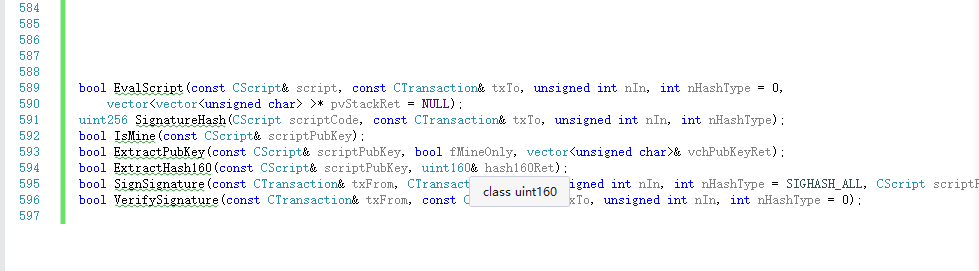 584
585
586
587
588
589 bool EvalScript(const CScript& script, const CTransaction& txTo, unsigned int nIn, int nHashType = 0,
590 vector<vector<unsigned char> >* pvStackRet = NULL);
591 uint256 SignatureHash(CScript scriptCode, const CTransaction& txTo, unsigned int nIn, int nHashType);
592 bool IsMine(const CScript& scriptPubKey);
593 bool ExtractPubKey(const CScript& scriptPubKey, bool fMineOnly, vector<unsigned char>& vchPubKeyRet);
594 bool ExtractHash160(const CScript& scriptPubKey, uint160& hash160Ret);
595 bool SignSignature(const CTransaction& txFrom, CTransac class uint160 signed int nIn, int nHashType = SIGHASH_ALL, CScript scriptP
596 bool VerifySignature(const CTransaction& txFrom, const CT xTo, unsigned int nIn, int nHashType = 0);
597